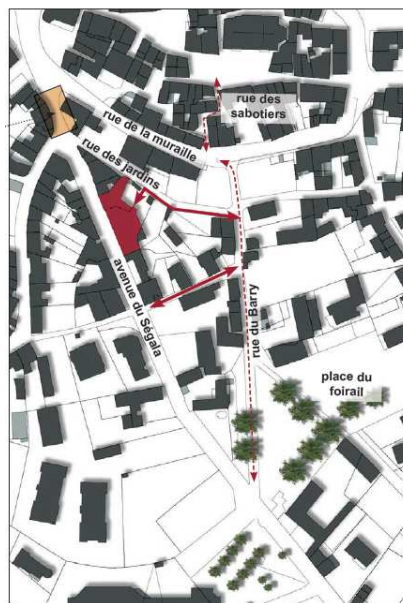 rue des
sabotiers
rue de la muraille
rue des jardins
avenue du Ségala
rue du Barry
place du
foirail